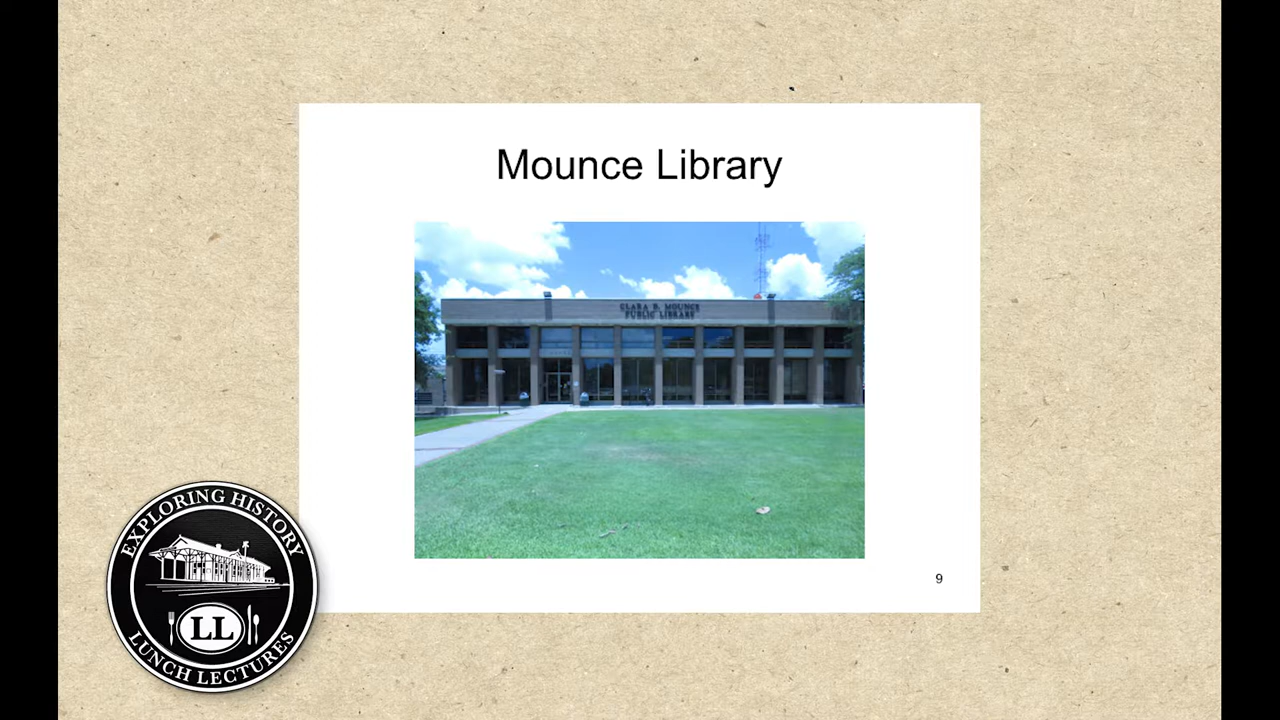 Mounce Library
CLARA B. MOUNCE
PUBLIC LIBRARY
9
EXPLORING HISTORY
LL
LUNCH LECTURES